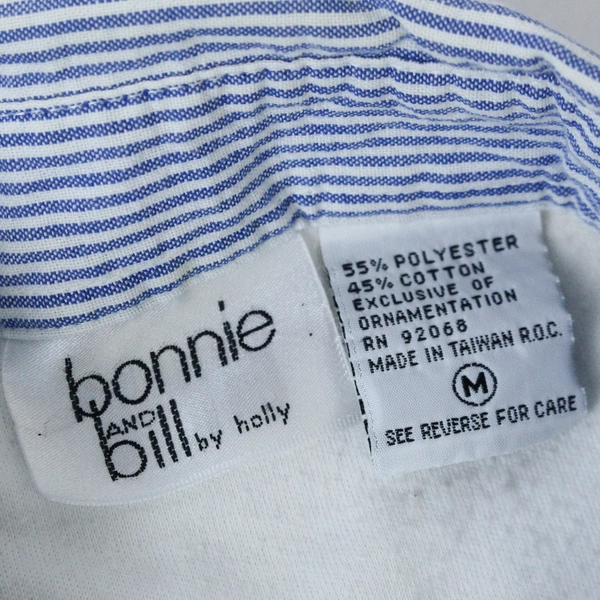 bonnie
AND
bill by holly
55% POLYESTER
45% COTTON
EXCLUSIVE OF
ORNAMENTATION
RN 92068
MADE IN TAIWAN R.O.C.
M
SEE REVERSE FOR CARE